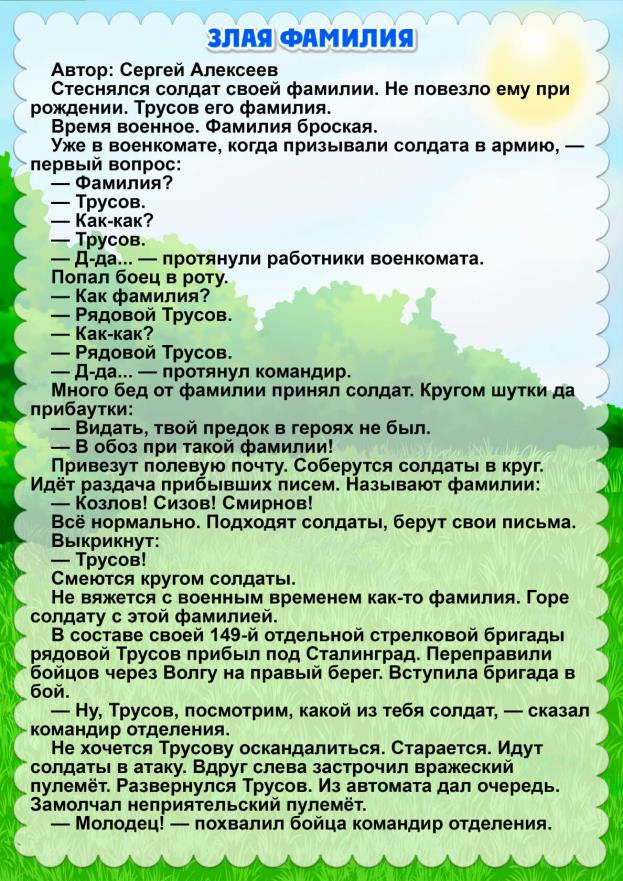 ЗЛАЯ ФАМИЛИЯ
Автор: Сергей Алексеев
Стеснялся солдат своей фамилии. Не повезло ему при
рождении. Трусов его фамилия.
Время военное. Фамилия броская.
Уже в военкомате, когда призывали солдата в армию, —
первый вопрос:
— Фамилия?
— Трусов.
— Как-как?
— Трусов.
— Д-да... — протянули работники военкомата.
Попал боец в роту.
— Как фамилия?
— Рядовой Трусов.
— Как-как?
— Рядовой Трусов.
— Д-да... — протянул командир.
Много бед от фамилии принял солдат. Кругом шутки да
прибаутки:
— Видать, твой предок в героях не был.
— В обоз при такой фамилии!
Привезут полевую почту. Соберутся солдаты в круг.
Идёт раздача прибывших писем. Называют фамилии:
— Козлов! Сизов! Смирнов!
Всё нормально. Подходят солдаты, берут свои письма.
Выкрикнут:
— Трусов!
Смеются кругом солдаты.
Не вяжется с военным временем как-то фамилия. Горе
солдату с этой фамилией.
В составе своей 149-й отдельной стрелковой бригады
рядовой Трусов прибыл под Сталинград. Переправили
бойцов через Волгу на правый берег. Вступила бригада в
бой.
— Ну, Трусов, посмотрим, какой из тебя солдат, — сказал
командир отделения.
Не хочется Трусову оскандалиться. Старается. Идут
солдаты в атаку. Вдруг слева застрочил вражеский
пулемёт. Развернулся Трусов. Из автомата дал очередь.
Замолчал неприятельский пулемёт.
— Молодец! — похвалил бойца командир отделения.